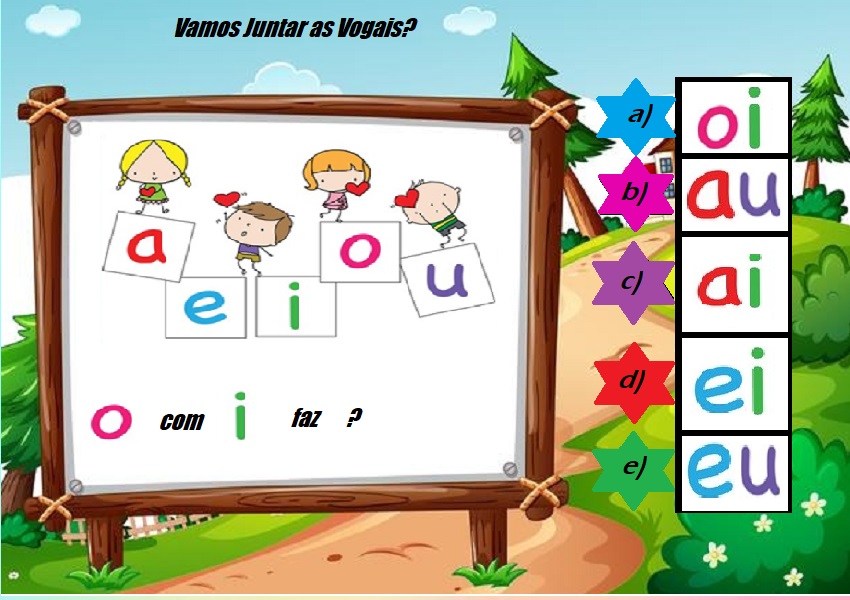 Vamos Juntar as Vogais?
a
e
i
o
u
o com i faz ?
a) oi
b) au
c) ai
d) ei
e) eu